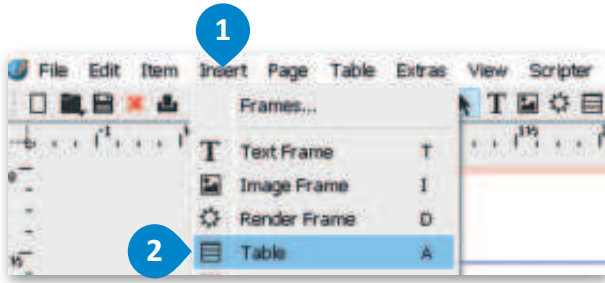 1
File Edit Item Insert Page Table Extras View Scripter
Frames...
T Text Frame T
Image Frame I
Render Frame D
2 Table A